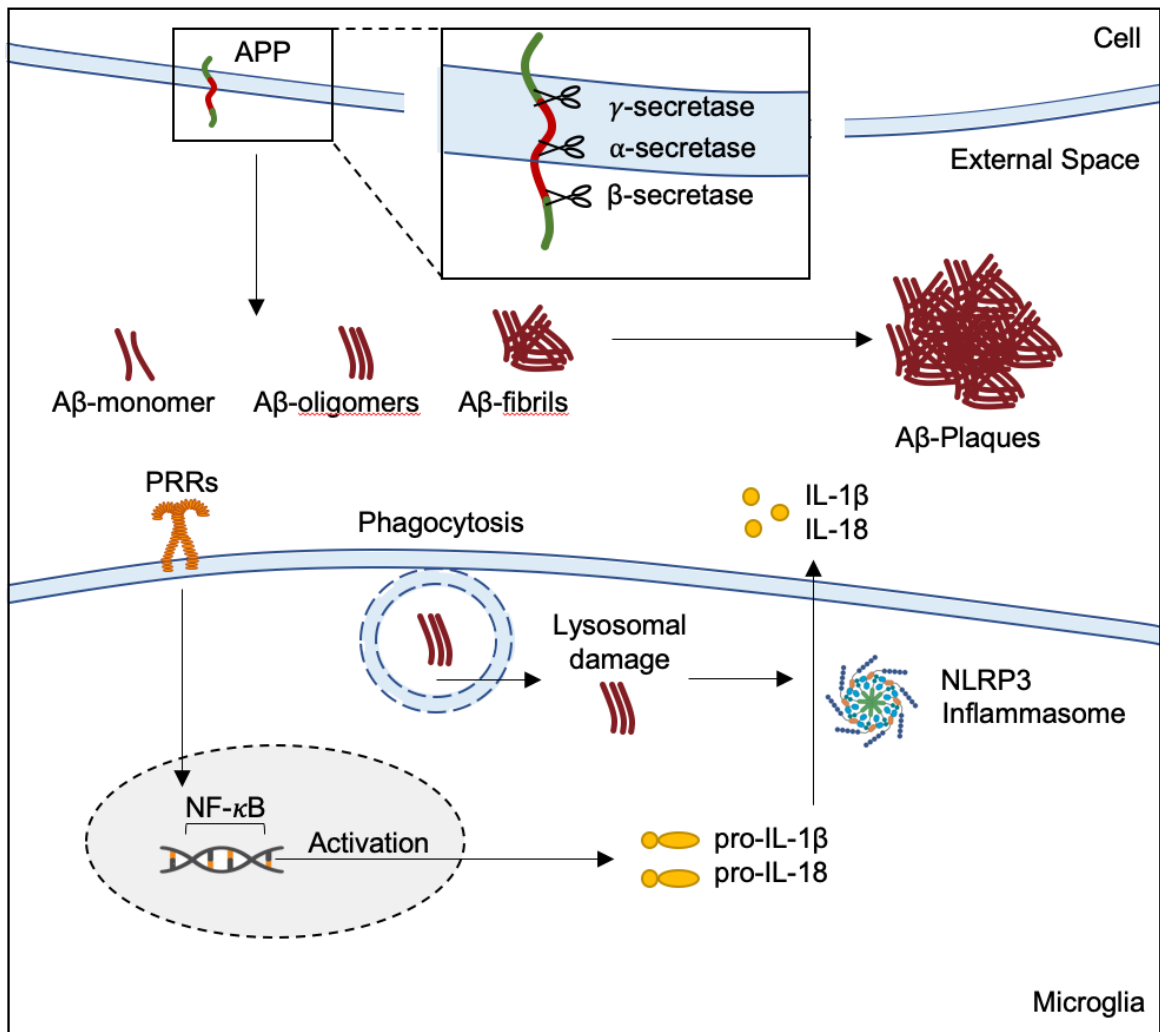 Cell
APP
γ-secretase
α-secretase
β-secretase
External Space
Aβ-monomer
Aβ-oligomers
Aβ-fibrils
Aβ-Plaques
PRRs
Phagocytosis
IL-1β
IL-18
Lysosomal
damage
NLRP3
Inflammasome
NF-κB
Activation
pro-IL-1β
pro-IL-18
Microglia